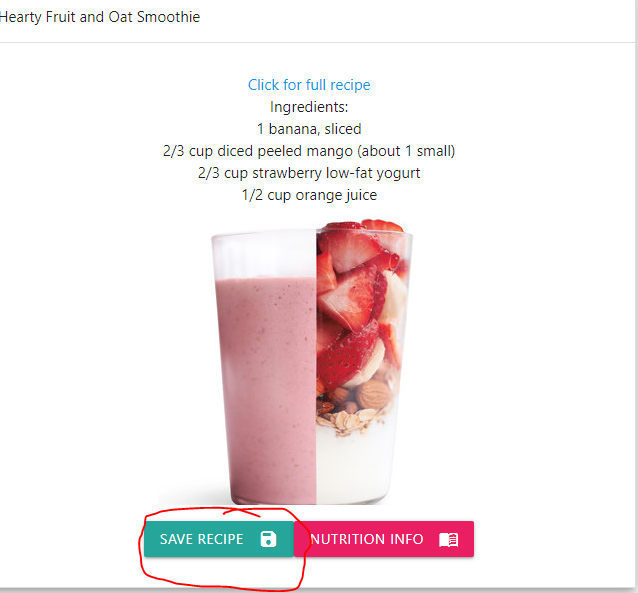 Hearty Fruit and Oat Smoothie
Click for full recipe
Ingredients:
1 banana, sliced
2/3 cup diced peeled mango (about 1 small)
2/3 cup strawberry low-fat yogurt
1/2 cup orange juice
SAVE RECIPE
NUTRITION INFO